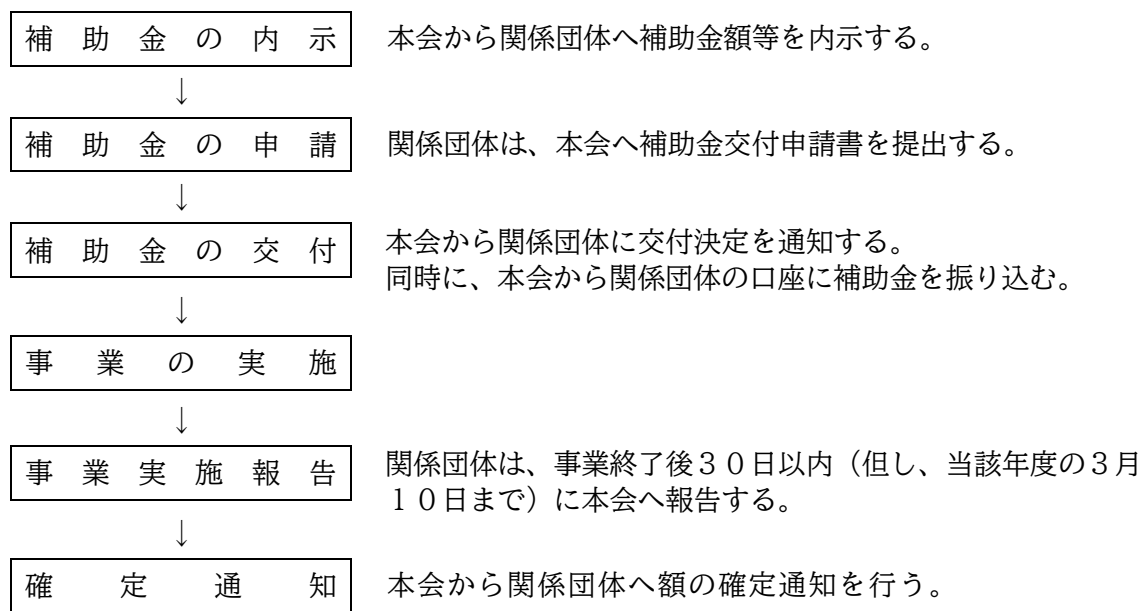 補助金の内示 本会から関係団体へ補助金額等を内示する。
↓
補助金の申請 関係団体は、本会へ補助金交付申請書を提出する。
↓
補助金の交付 本会から関係団体に交付決定を通知する。
同時に、本会から関係団体の口座に補助金を振り込む。
↓
事業の実施
↓
事業実施報告 関係団体は、事業終了後３０日以内（但し、当該年度の３月
１０日まで）に本会へ報告する。
↓
確定通知 本会から関係団体へ額の確定通知を行う。